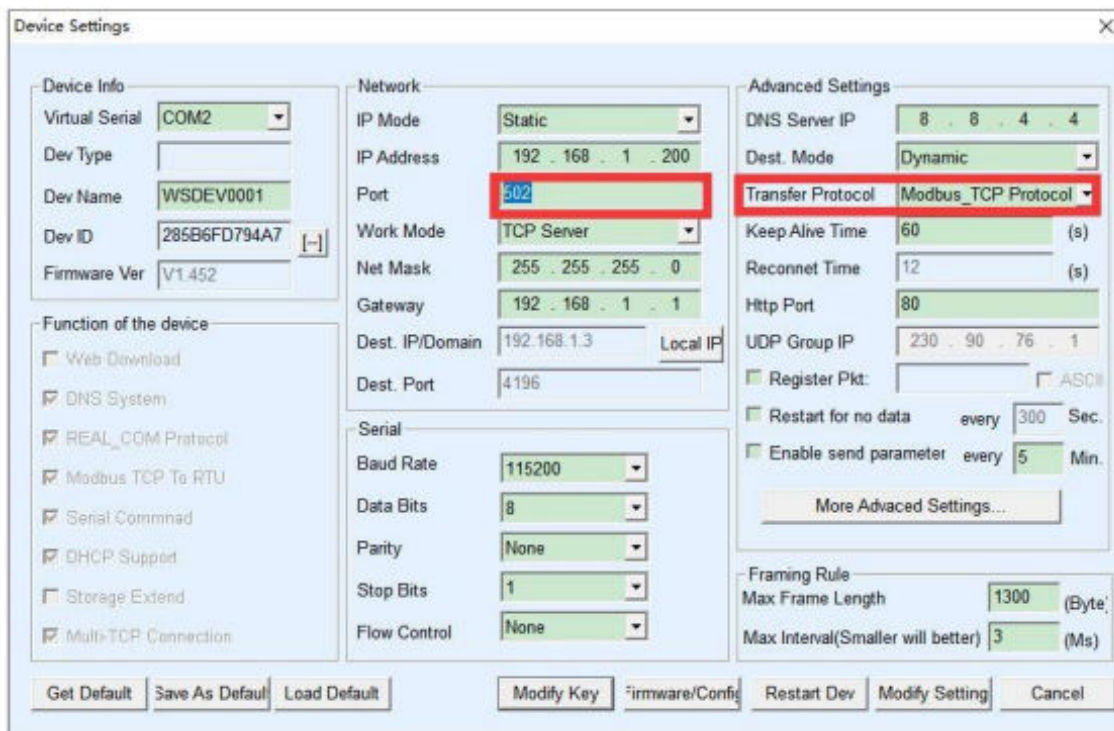 Device Settings
Device Info
Virtual Serial COM2
Dev Type
Dev Name WSDEV0001
Dev ID 285B6FD794A7 [--]
Firmware Ver V1.452
Function of the device
Web Download
DNS System
REAL_COM Protocol
Modbus TCP To RTU
Serial Commnad
DHCP Support
Storage Extend
Multi-TCP Connection
Network
IP Mode Static
IP Address 192 . 168 . 1 . 200
Port 502
Work Mode TCP Server
Net Mask 255 . 255 . 255 . 0
Gateway 192 . 168 . 1 . 1
Dest. IP/Domain 192.168.1.3 Local IP
Dest. Port 4196
Serial
Baud Rate 115200
Data Bits 8
Parity None
Stop Bits 1
Flow Control None
Advanced Settings
DNS Server IP 8 . 8 . 4 . 4
Dest. Mode Dynamic
Transfer Protocol Modbus_TCP Protocol
Keep Alive Time 60 (s)
Reconnet Time 12 (s)
Http Port 80
UDP Group IP 230 . 90 . 76 . 1
Register Pkt: ASCII
Restart for no data every 300 Sec.
Enable send parameter every 5 Min.
More Advaced Settings...
Framing Rule
Max Frame Length 1300 (Byte)
Max Interval(Smaller will better) 3 (Ms)
Get Default Save As Default Load Default Modify Key Firmware/Config Restart Dev Modify Setting Cancel